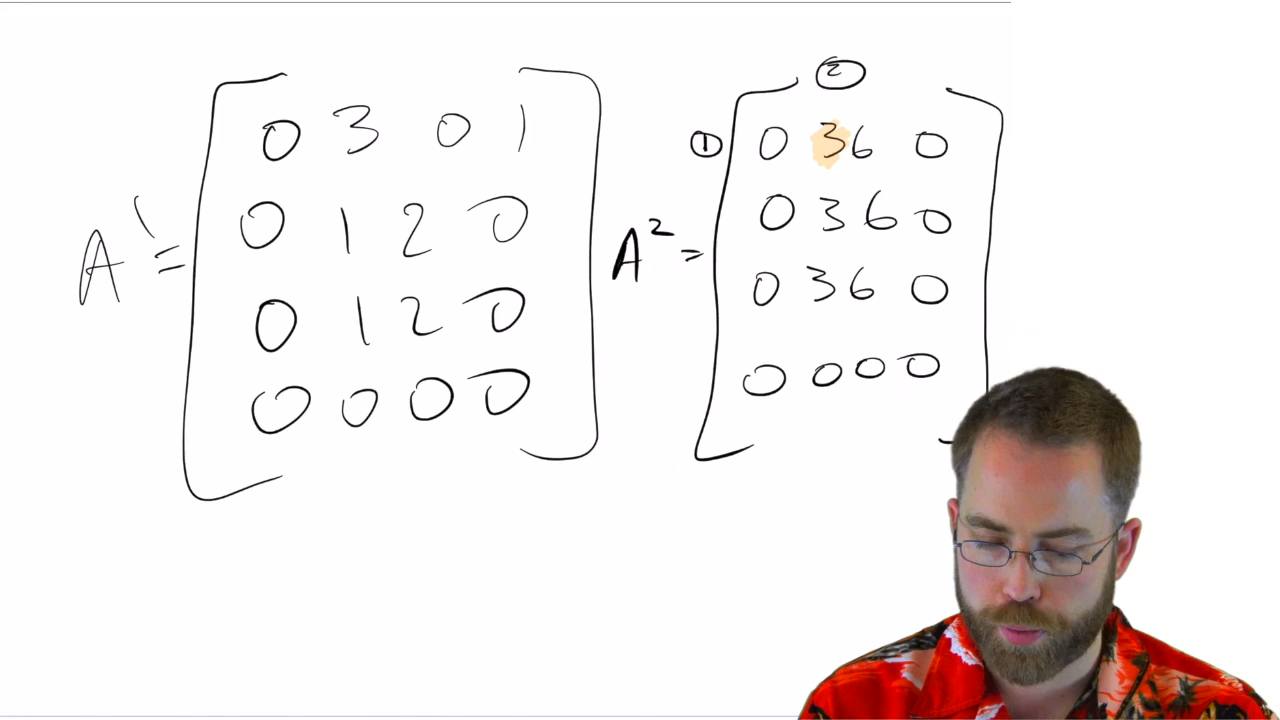 A¹ =
0 3 0 1
0 1 2 0
0 1 2 0
0 0 0 0
A² =
②
① 0 3 6 0
0 3 6 0
0 3 6 0
0 0 0 0